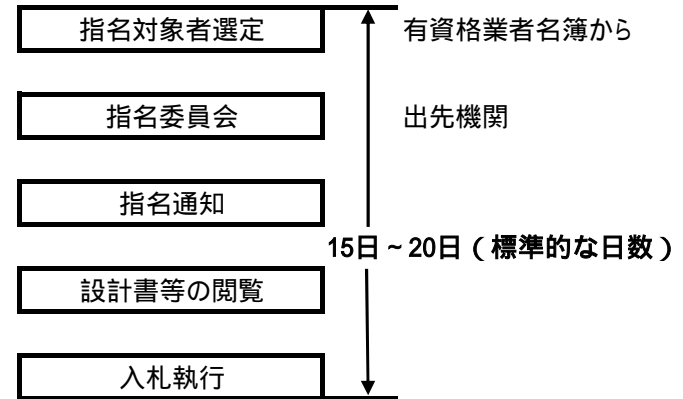 指名対象者選定
有資格業者名簿から
指名委員会
出先機関
指名通知
15日~20日(標準的な日数)
設計書等の閲覧
入札執行